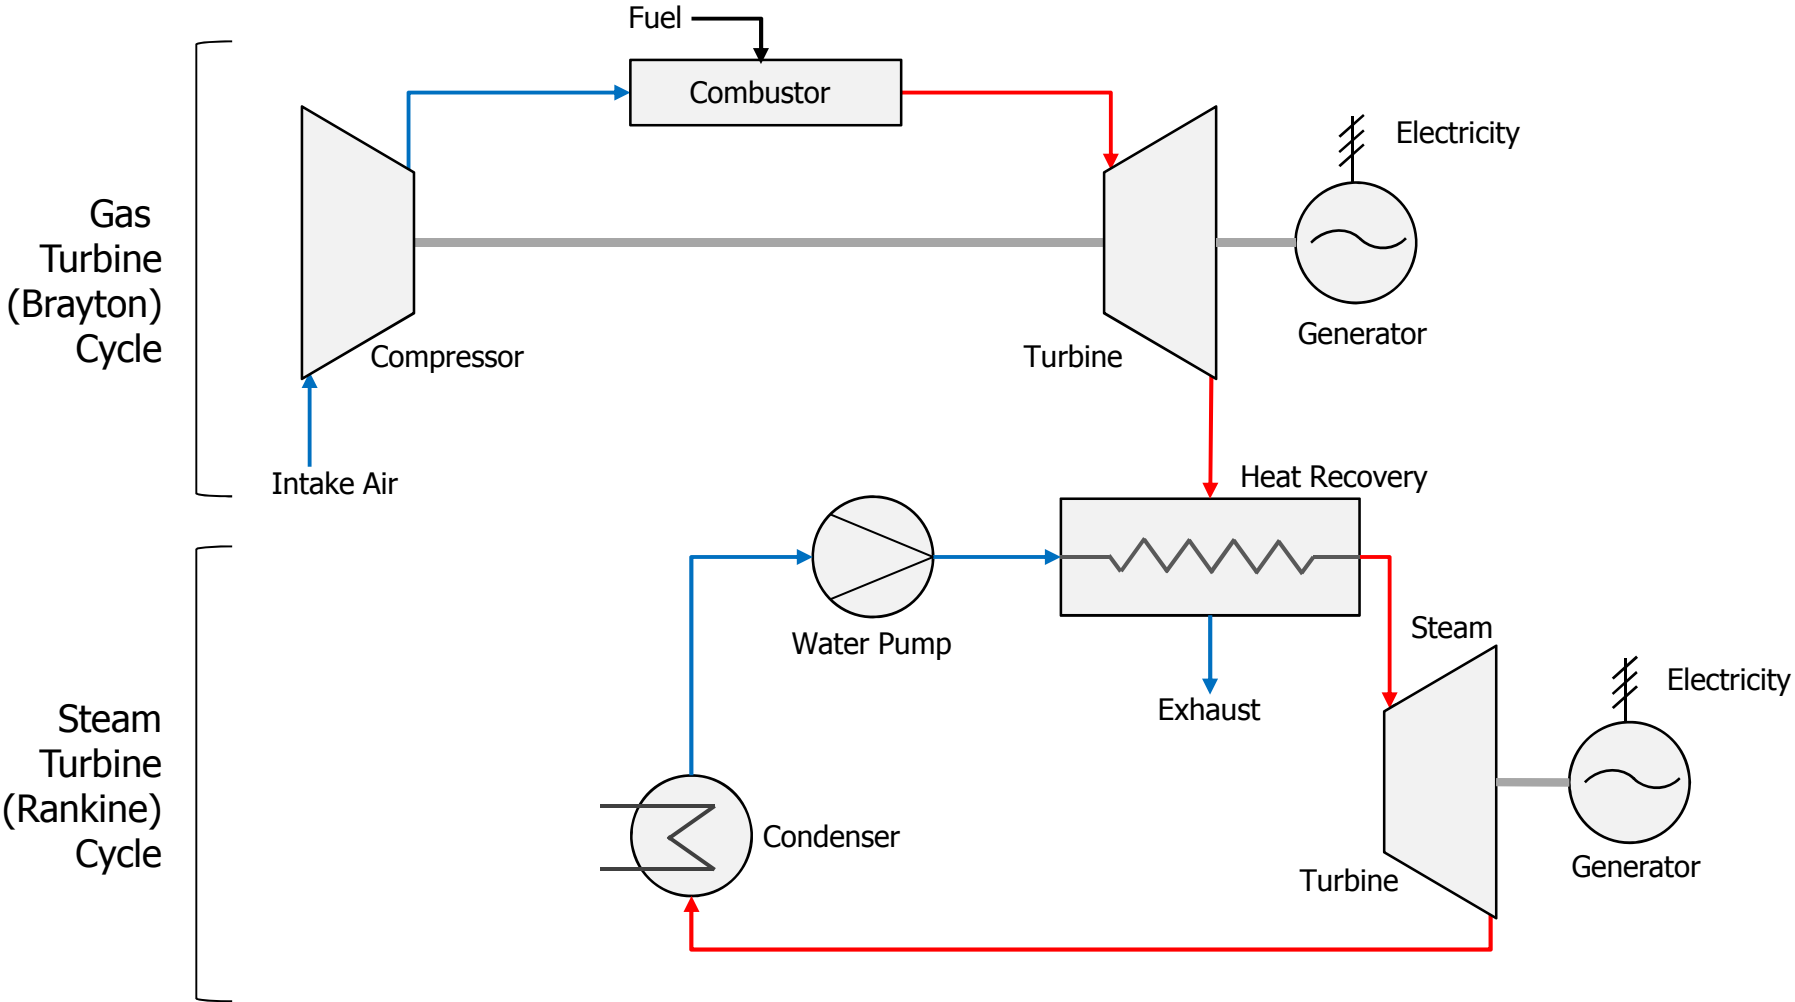 Fuel
Combustor
Electricity
Gas
Turbine
(Brayton)
Cycle
Compressor
Turbine
Generator
Intake Air
Heat Recovery
Water Pump
Steam
Exhaust
Electricity
Steam
Turbine
(Rankine)
Cycle
Condenser
Turbine
Generator